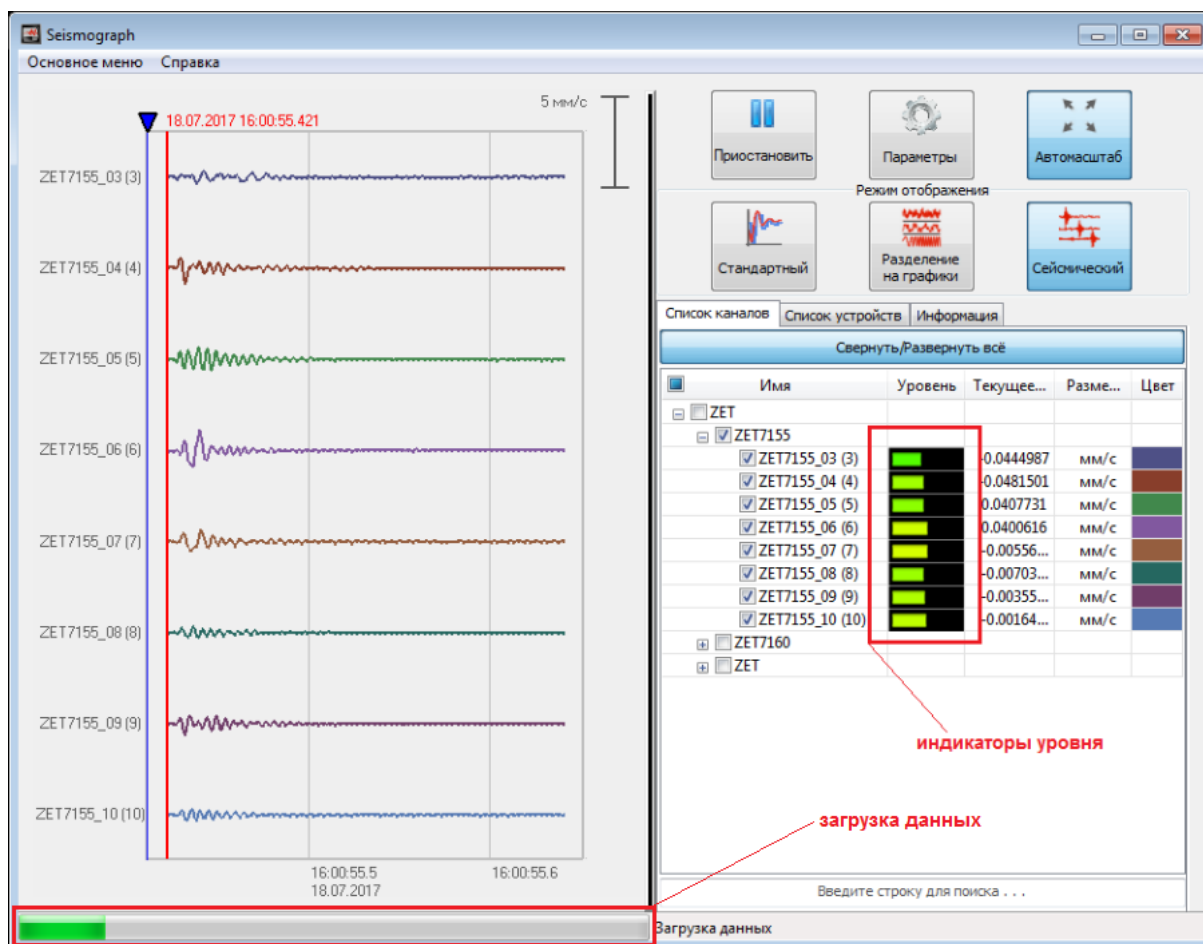 Seismograph
Основное меню Справка
5 мм/с
18.07.2017 16:00:55.421
ZET7155_03 (3)
ZET7155_04 (4)
ZET7155_05 (5)
ZET7155_06 (6)
ZET7155_07 (7)
ZET7155_08 (8)
ZET7155_09 (9)
ZET7155_10 (10)
16:00:55.5 16:00:55.6
18.07.2017
Приостановить Параметры Автомасштаб
Режим отображения
Стандартный Разделение на графики Сейсмический
Список каналов Список устройств Информация
Свернуть/Развернуть всё
Имя Уровень Текущее... Разме... Цвет
ZET
ZET7155
ZET7155_03 (3) -0.0444987 мм/с
ZET7155_04 (4) -0.0481501 мм/с
ZET7155_05 (5) 0.0407731 мм/с
ZET7155_06 (6) 0.0400616 мм/с
ZET7155_07 (7) -0.00556... мм/с
ZET7155_08 (8) -0.00703... мм/с
ZET7155_09 (9) -0.00355... мм/с
ZET7155_10 (10) -0.00164... мм/с
ZET7160
ZET
индикаторы уровня
загрузка данных
Введите строку для поиска . . .
Загрузка данных